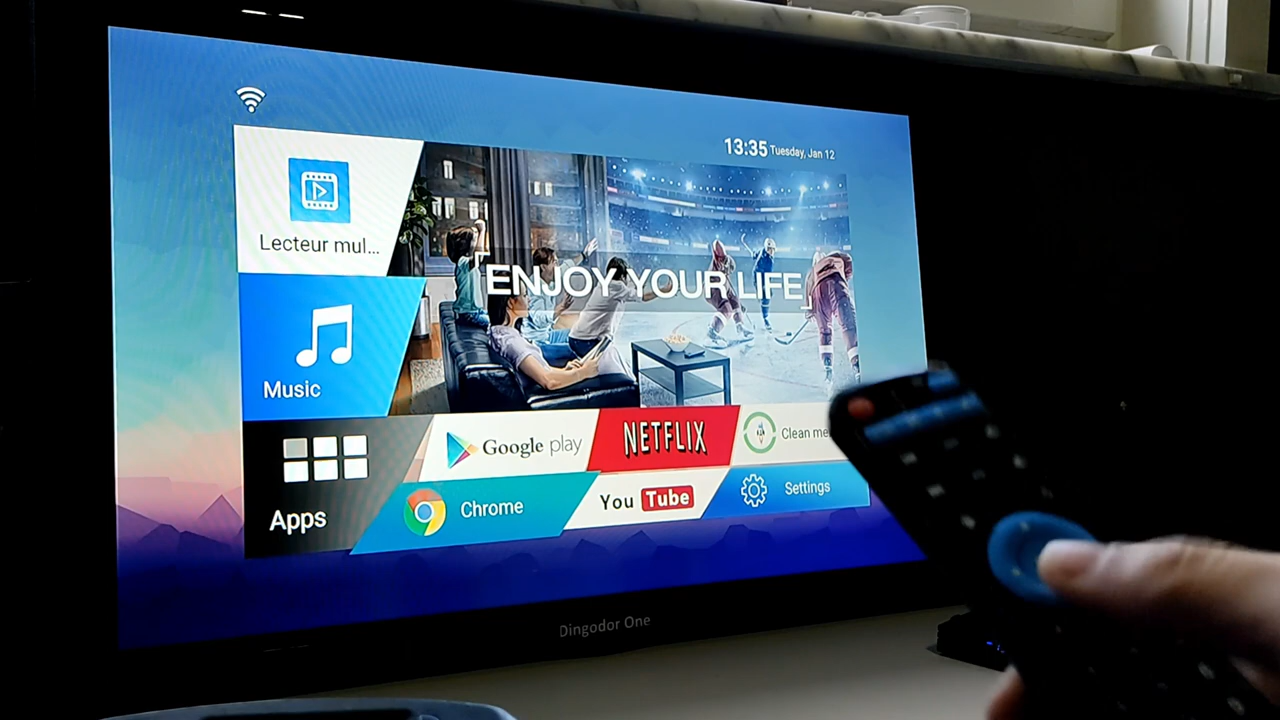 13:35 Tuesday, Jan 12
Lecteur mul...
ENJOY YOUR LIFE
Music
Google play
NETFLIX
Clean me
Apps
Chrome
You Tube
Settings
Dingodor One